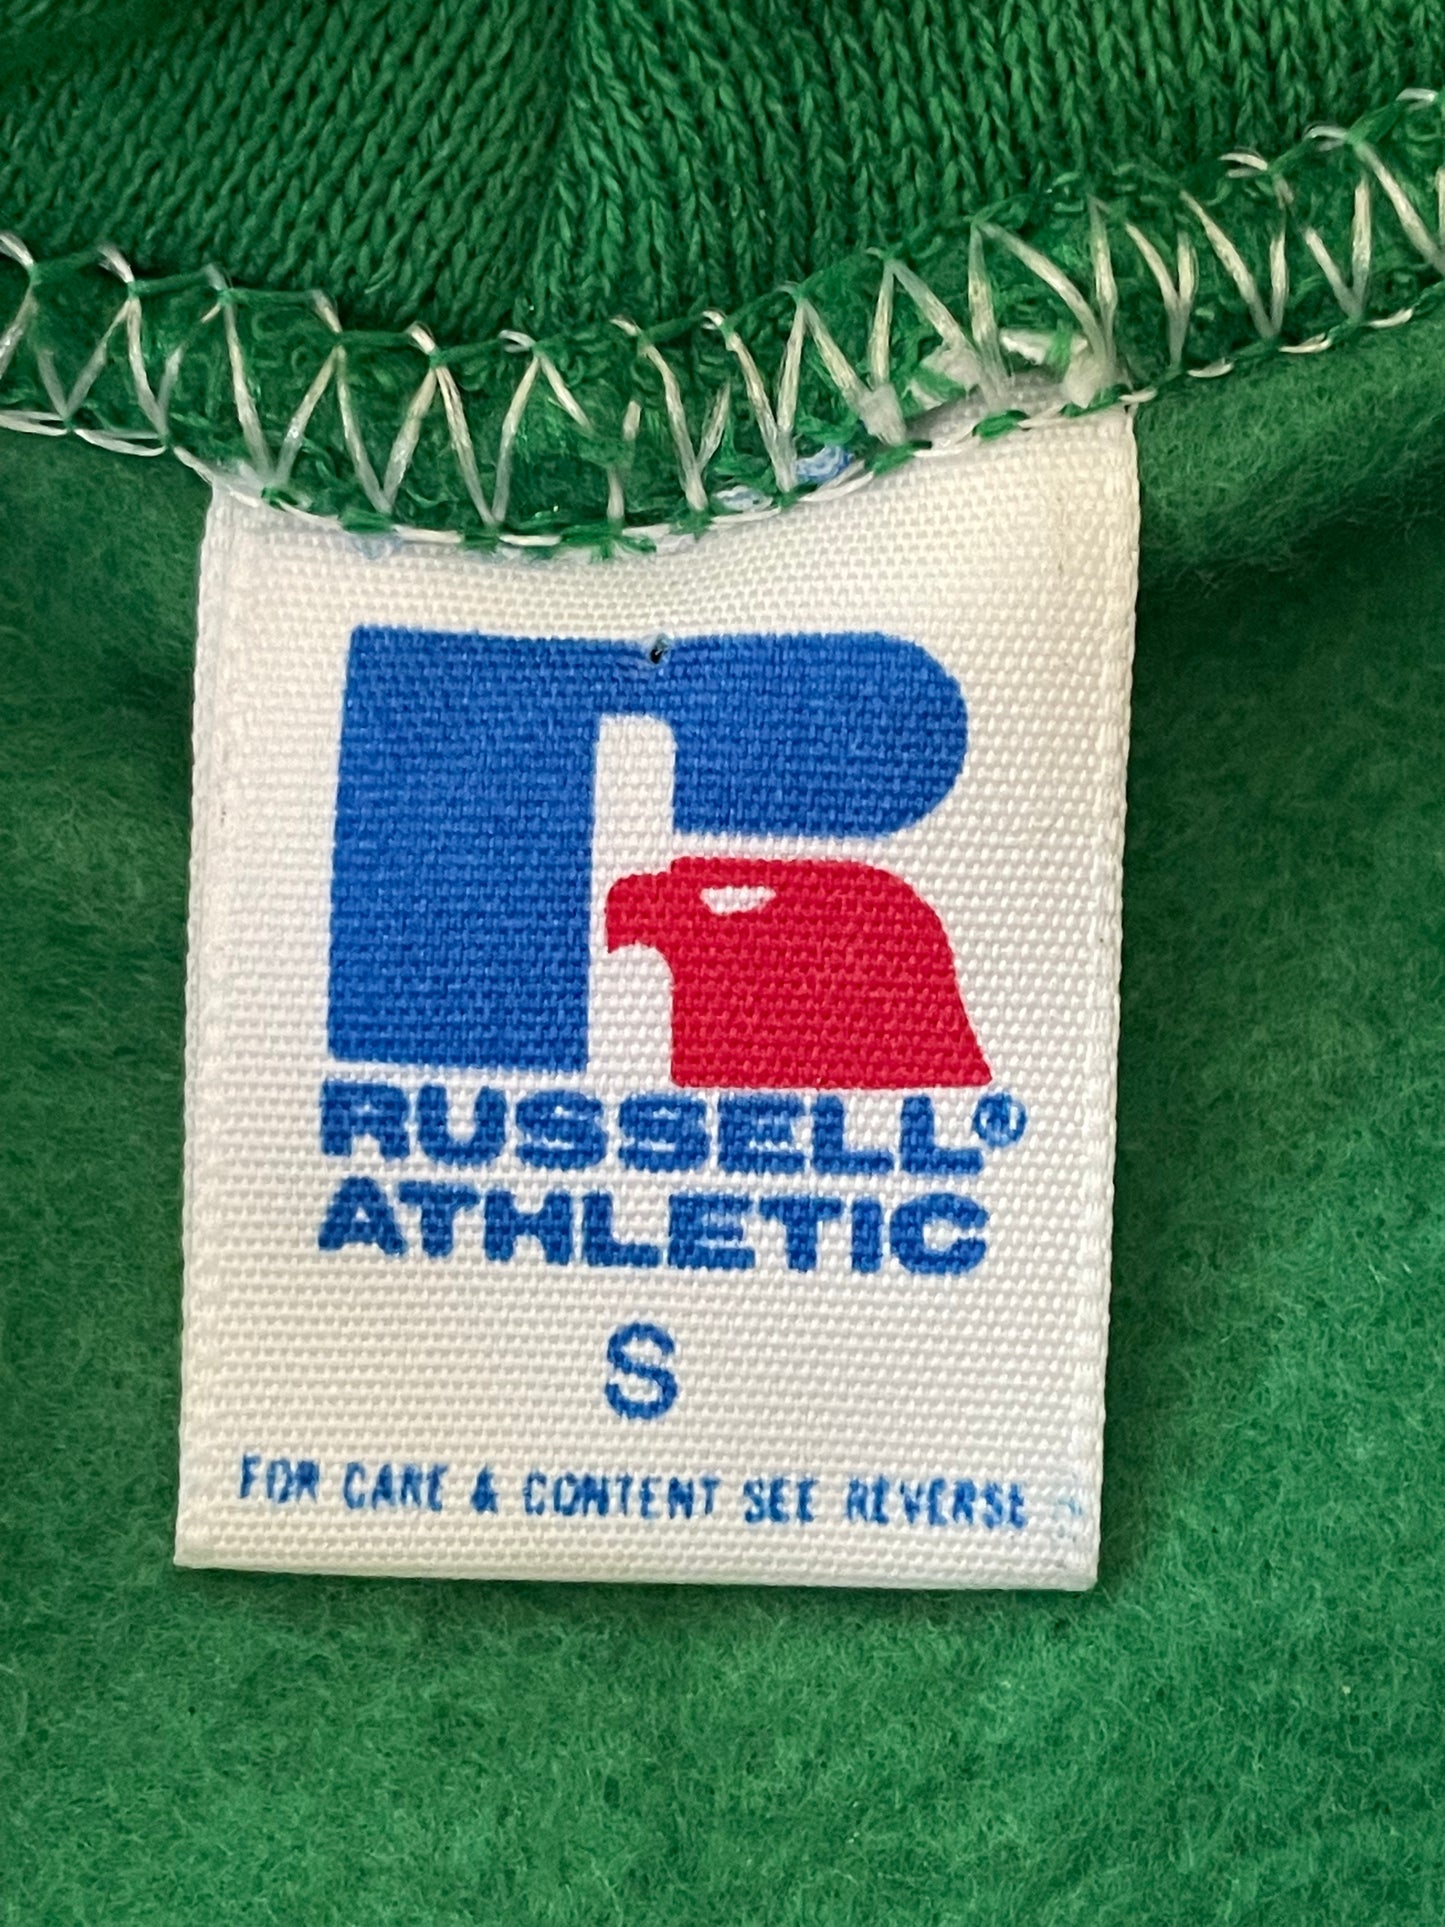 RUSSELL®
ATHLETIC
S
FOR CARE & CONTENT SEE REVERSE